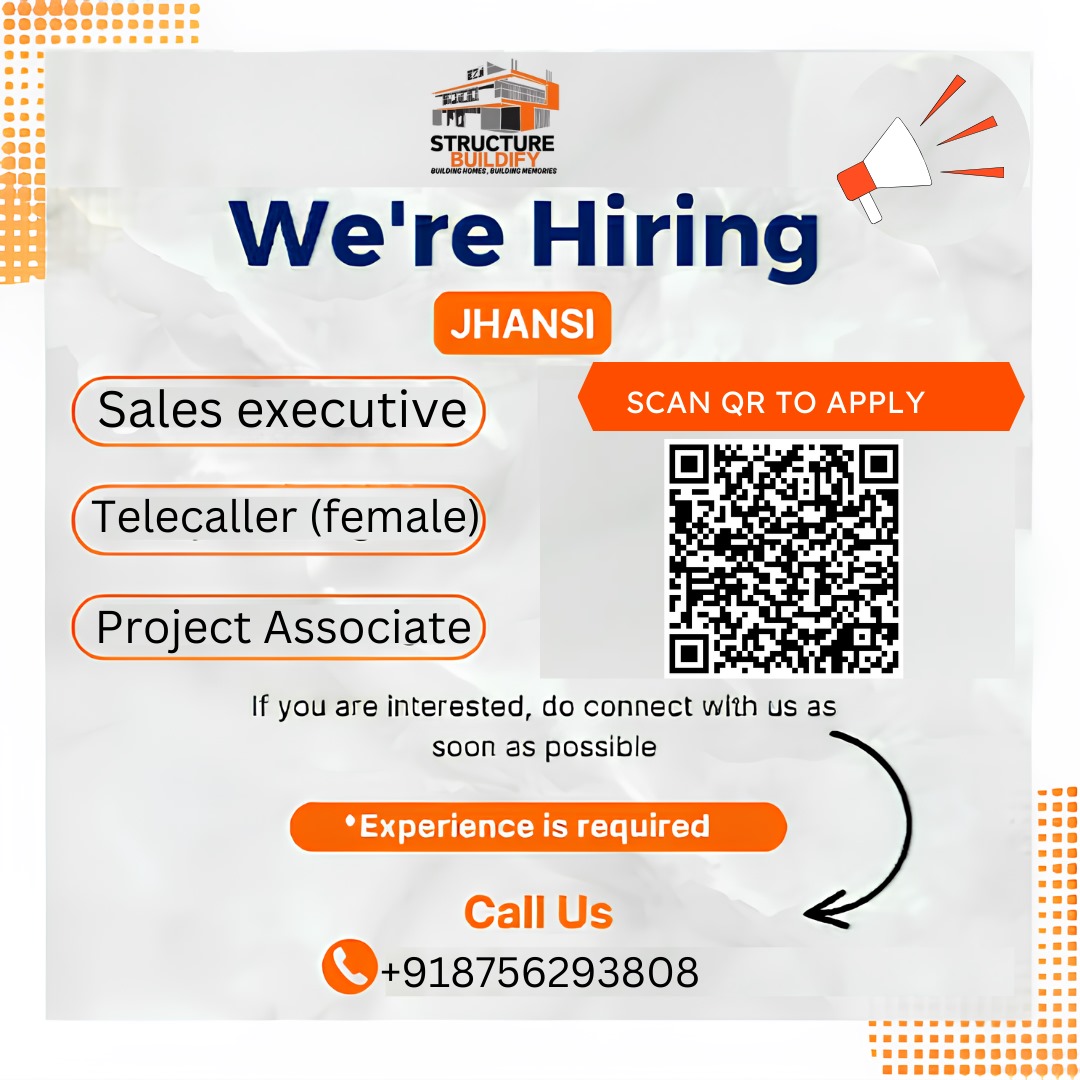 STRUCTURE
BUILDIFY
BUILDING HOMES, BUILDING MEMORIES
We're Hiring
JHANSI
Sales executive
Telecaller (female)
Project Associate
SCAN QR TO APPLY
If you are interested, do connect with us as
soon as possible
*Experience is required
Call Us
+918756293808